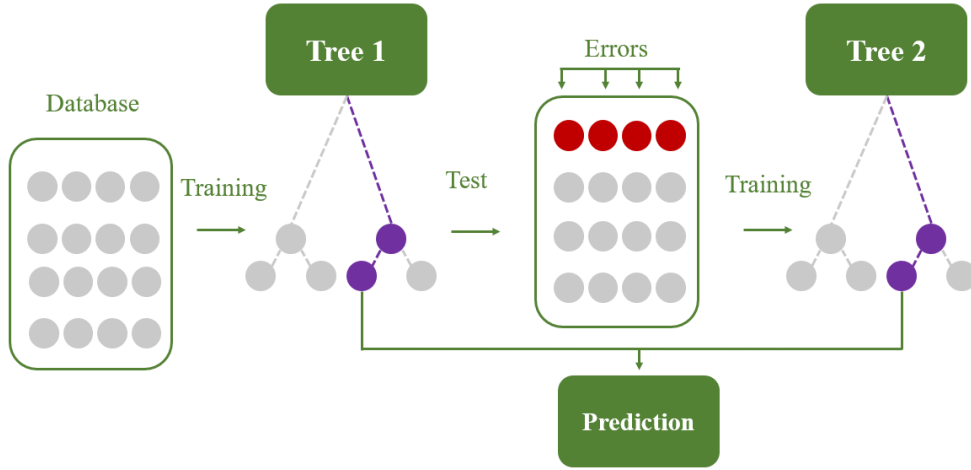 Tree 1
Errors
Tree 2
Database
Training
Test
Training
Prediction